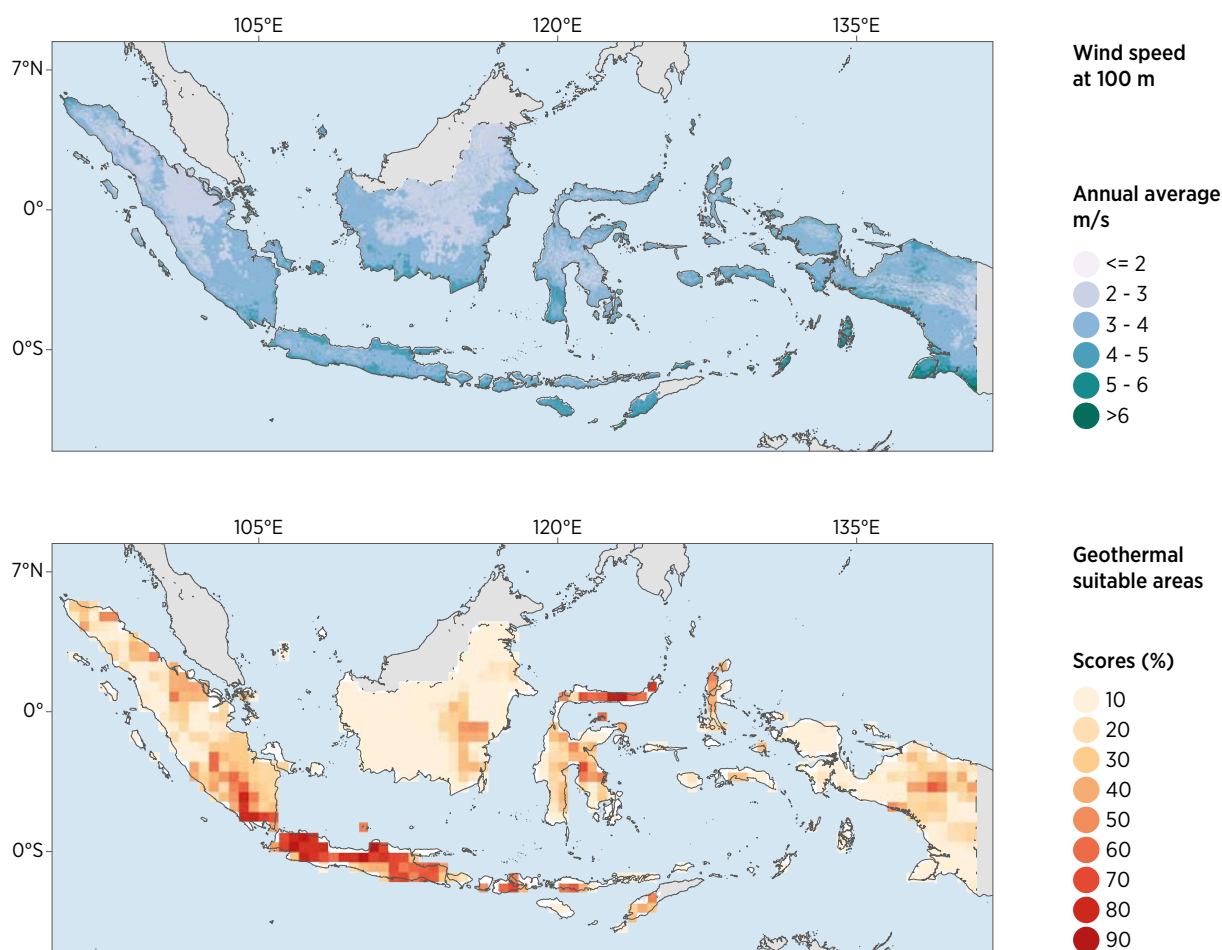 105°E 120°E 135°E
7°N
0°
0°S
Wind speed
at 100 m
Annual average
m/s
<= 2
2 - 3
3 - 4
4 - 5
5 - 6
>6
105°E 120°E 135°E
7°N
0°
0°S
Geothermal
suitable areas
Scores (%)
10
20
30
40
50
60
70
80
90